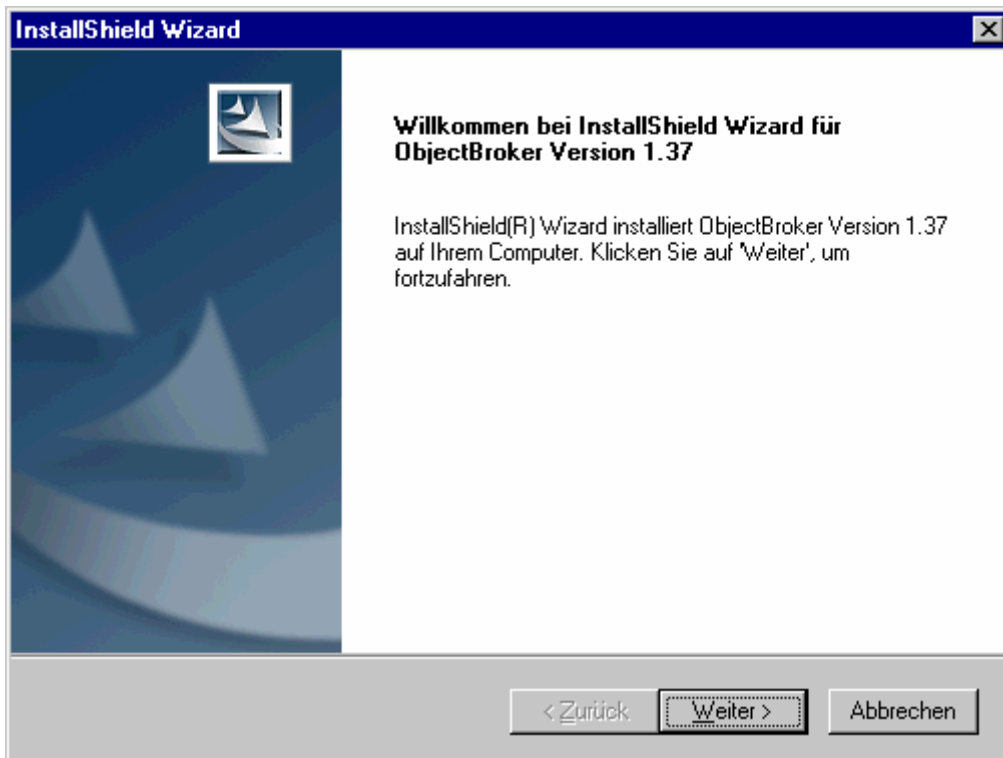 InstallShield Wizard
Willkommen bei InstallShield Wizard für
ObjectBroker Version 1.37
InstallShield(R) Wizard installiert ObjectBroker Version 1.37
auf Ihrem Computer. Klicken Sie auf 'Weiter', um
fortzufahren.
< Zurück
Weiter >
Abbrechen